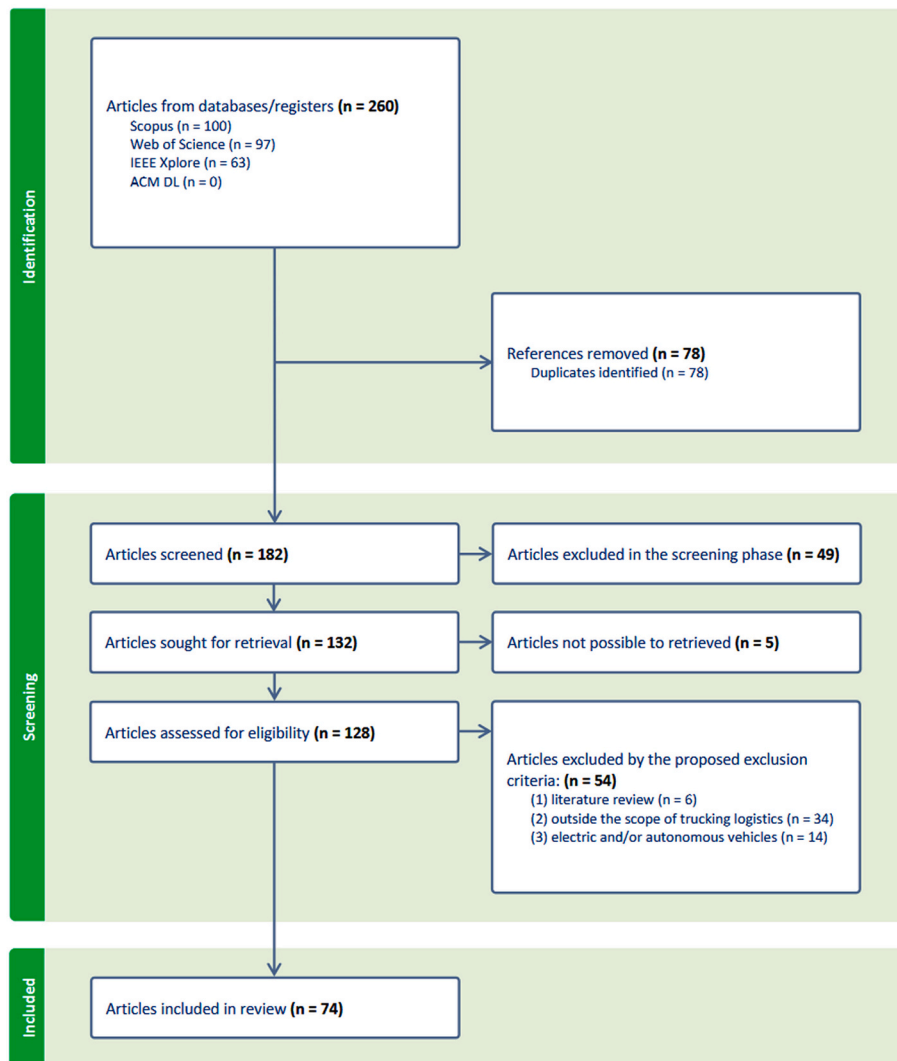 Identification
Articles from databases/registers (n = 260)
Scopus (n = 100)
Web of Science (n = 97)
IEEE Xplore (n = 63)
ACM DL (n = 0)
References removed (n = 78)
Duplicates identified (n = 78)
Screening
Articles screened (n = 182)
Articles excluded in the screening phase (n = 49)
Articles sought for retrieval (n = 132)
Articles not possible to retrieved (n = 5)
Articles assessed for eligibility (n = 128)
Articles excluded by the proposed exclusion
criteria: (n = 54)
(1) literature review (n = 6)
(2) outside the scope of trucking logistics (n = 34)
(3) electric and/or autonomous vehicles (n = 14)
Included
Articles included in review (n = 74)